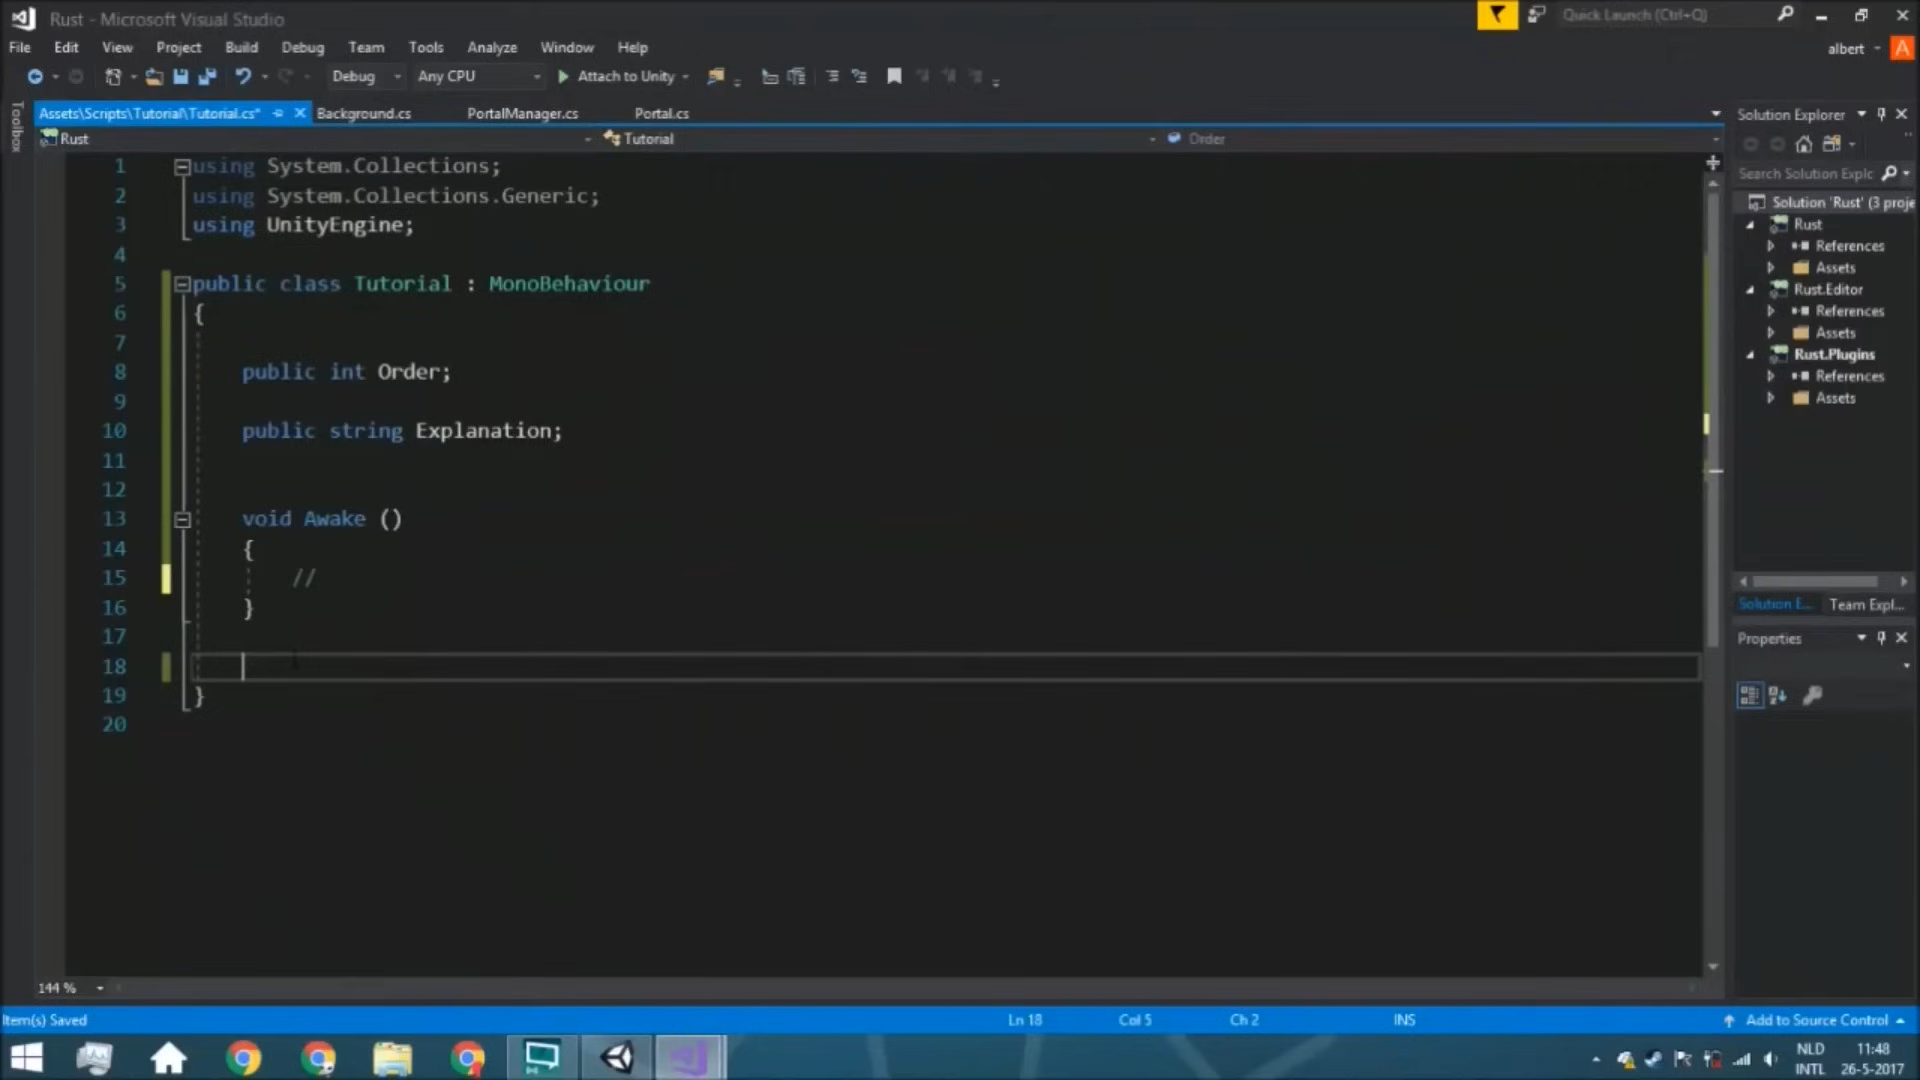 Rust - Microsoft Visual Studio
Quick Launch (Ctrl+Q)
File Edit View Project Build Debug Team Tools Analyze Window Help
albert A
Debug Any CPU Attach to Unity
Toolbox
Assets\Scripts\Tutorial\Tutorial.cs* Background.cs PortalManager.cs Portal.cs
Rust Tutorial Order
1 using System.Collections;
2 using System.Collections.Generic;
3 using UnityEngine;
4
5 public class Tutorial : MonoBehaviour
6 {
7
8 public int Order;
9
10 public string Explanation;
11
12
13 void Awake ()
14 {
15 //
16 }
17
18
19 }
20
Solution Explorer
Search Solution Explc
Solution 'Rust' (3 proje
Rust
References
Assets
Rust.Editor
References
Assets
Rust.Plugins
References
Assets
Solution E... Team Expl...
Properties
144 %
Item(s) Saved Ln 18 Col 5 Ch 2 INS Add to Source Control
NLD 11:48
INTL 26-5-2017